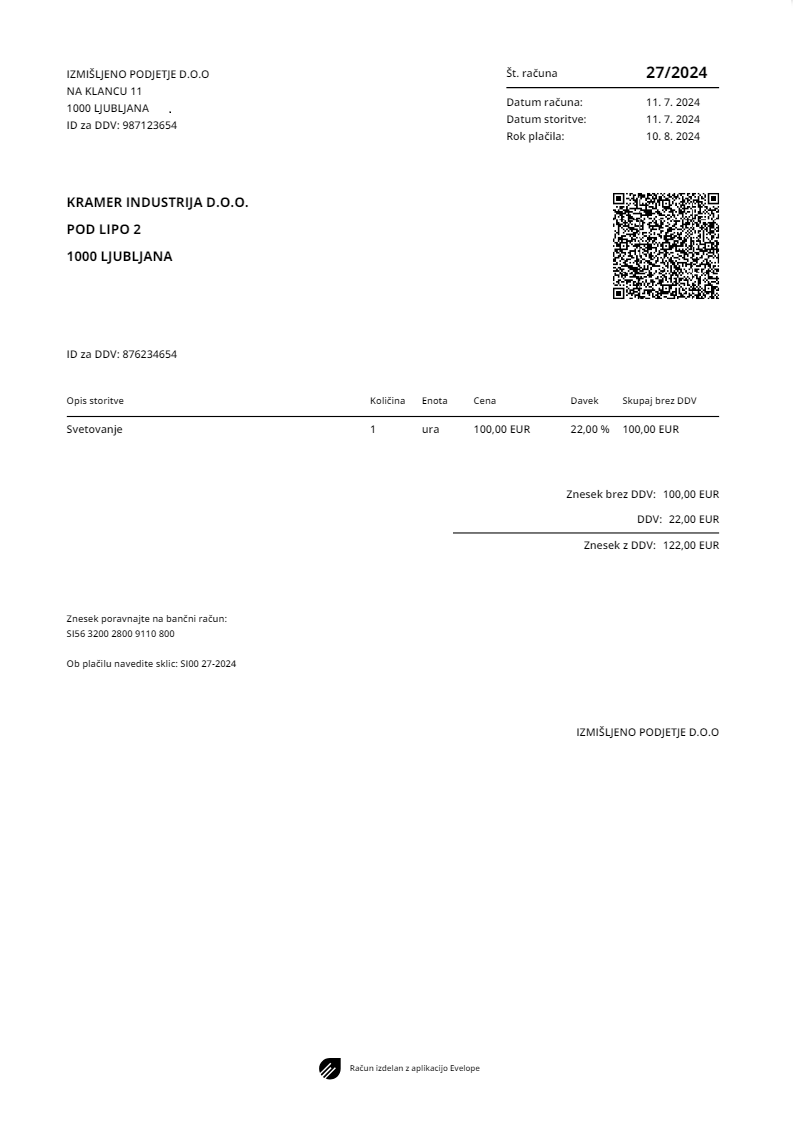 IZMIŠLJENO PODJETJE D.O.O
NA KLANCU 11
1000 LJUBLJANA .
ID za DDV: 987123654
Št. računa 27/2024
Datum računa: 11. 7. 2024
Datum storitve: 11. 7. 2024
Rok plačila: 10. 8. 2024
KRAMER INDUSTRIJA D.O.O.
POD LIPO 2
1000 LJUBLJANA
ID za DDV: 876234654
Opis storitve Količina Enota Cena Davek Skupaj brez DDV
Svetovanje 1 ura 100,00 EUR 22,00 % 100,00 EUR
Znesek brez DDV: 100,00 EUR
DDV: 22,00 EUR
Znesek z DDV: 122,00 EUR
Znesek poravnajte na bančni račun:
SI56 3200 2800 9110 800
Ob plačilu navedite sklic: SI00 27-2024
IZMIŠLJENO PODJETJE D.O.O
Račun izdelan z aplikacijo Evelope